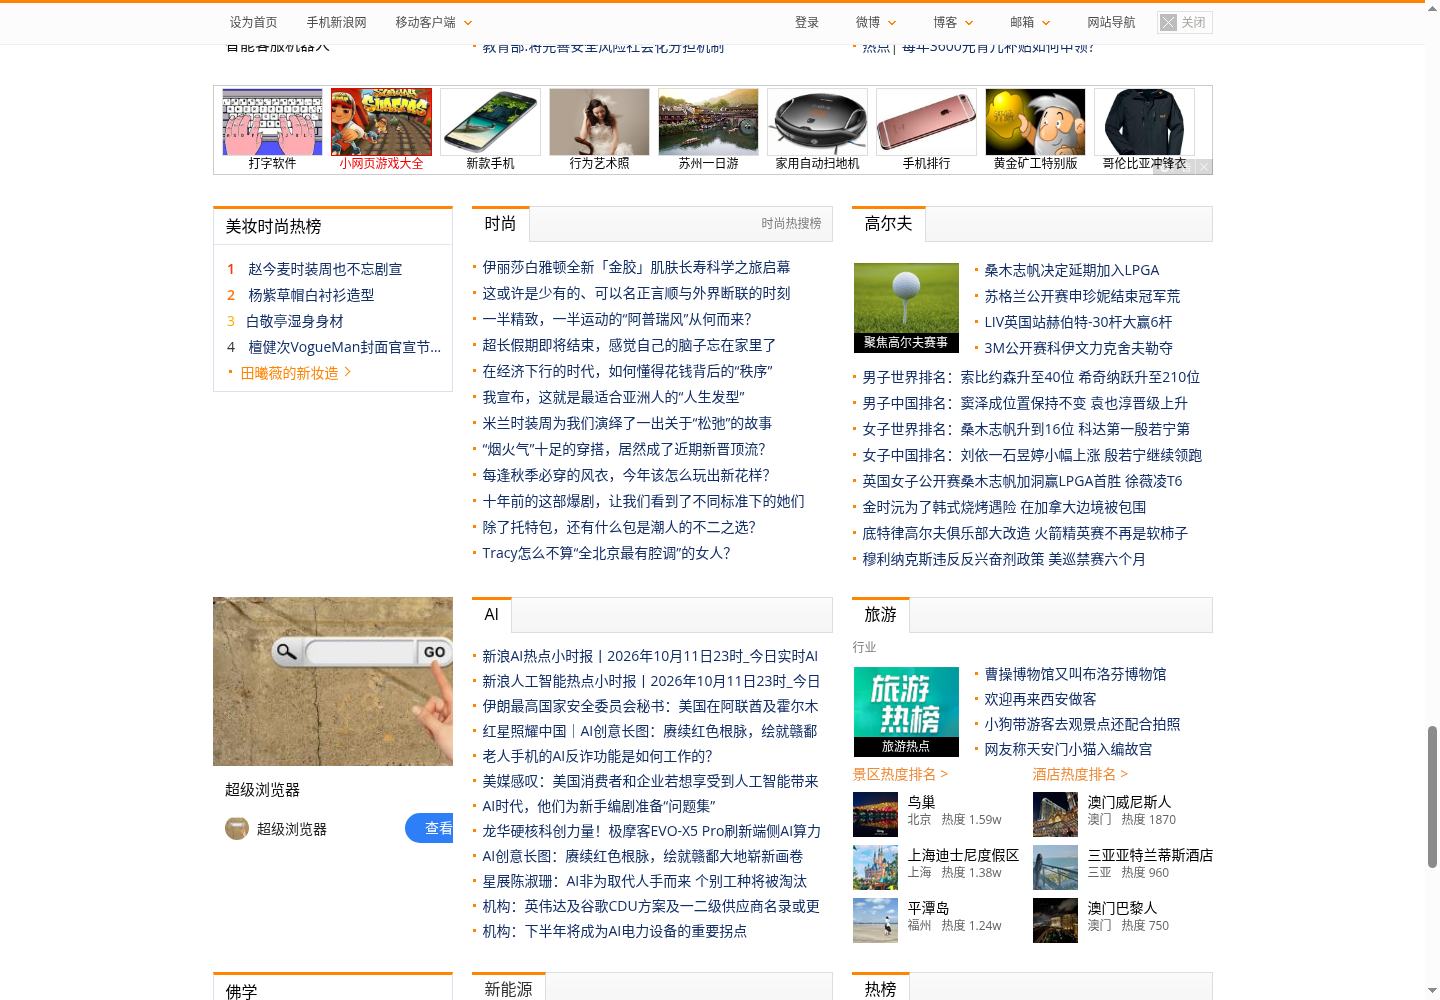 设为首页
手机新浪网
移动客户端
登录
微博
博客
邮箱
网站导航
关闭
智能客服机器人
教育部:将完善安全风险社会化分担机制
热点| 每年3600元育儿补贴如何申领?
打字软件
小网页游戏大全
新款手机
行为艺术照
苏州一日游
家用自动扫地机
手机排行
黄金矿工特别版
哥伦比亚冲锋衣
美妆时尚热榜
1 赵今麦时装周也不忘剧宣
2 杨紫草帽白衬衫造型
3 白敬亭湿身身材
4 檀健次VogueMan封面官宣节...
田曦薇的新妆造
时尚
时尚热搜榜
伊丽莎白雅顿全新「金胶」肌肤长寿科学之旅启幕
这或许是少有的、可以名正言顺与外界断联的时刻
一半精致，一半运动的“阿普瑞风”从何而来？
超长假期即将结束，感觉自己的脑子忘在家里了
在经济下行的时代，如何懂得花钱背后的“秩序”
我宣布，这就是最适合亚洲人的“人生发型”
米兰时装周为我们演绎了一出关于“松弛”的故事
“烟火气”十足的穿搭，居然成了近期新晋顶流？
每逢秋季必穿的风衣，今年该怎么玩出新花样？
十年前的这部爆剧，让我们看到了不同标准下的她们
除了托特包，还有什么包是潮人的不二之选？
Tracy怎么不算“全北京最有腔调”的女人？
高尔夫
聚焦高尔夫赛事
桑木志帆决定延期加入LPGA
苏格兰公开赛申珍妮结束冠军荒
LIV英国站赫伯特-30杆大赢6杆
3M公开赛科伊文力克舍夫勒夺
男子世界排名：索比约森升至40位 希奇纳跃升至210位
男子中国排名：窦泽成位置保持不变 袁也淳晋级上升
女子世界排名：桑木志帆升到16位 科达第一殷若宁第
女子中国排名：刘依一石昱婷小幅上涨 殷若宁继续领跑
英国女子公开赛桑木志帆加洞赢LPGA首胜 徐薇凌T6
金时沅为了韩式烧烤遇险 在加拿大边境被包围
底特律高尔夫俱乐部大改造 火箭精英赛不再是软柿子
穆利纳克斯违反反兴奋剂政策 美巡禁赛六个月
GO
超级浏览器
超级浏览器
查看
AI
新浪AI热点小时报丨2026年10月11日23时_今日实时AI
新浪人工智能热点小时报丨2026年10月11日23时_今日
伊朗最高国家安全委员会秘书：美国在阿联酋及霍尔木
红星照耀中国｜AI创意长图：赓续红色根脉，绘就赣鄱
老人手机的AI反诈功能是如何工作的？
美媒感叹：美国消费者和企业若想享受到人工智能带来
AI时代，他们为新手编剧准备“问题集”
龙华硬核科创力量！极摩客EVO-X5 Pro刷新端侧AI算力
AI创意长图：赓续红色根脉，绘就赣鄱大地崭新画卷
星展陈淑珊：AI非为取代人手而来 个别工种将被淘汰
机构：英伟达及谷歌CDU方案及一二级供应商名录或更
机构：下半年将成为AI电力设备的重要拐点
旅游
行业
旅游
热榜
旅游热点
曹操博物馆又叫布洛芬博物馆
欢迎再来西安做客
小狗带游客去观景点还配合拍照
网友称天安门小猫入编故宫
景区热度排名 >
酒店热度排名 >
鸟巢
北京 热度 1.59w
澳门威尼斯人
澳门 热度 1870
上海迪士尼度假区
上海 热度 1.38w
三亚亚特兰蒂斯酒店
三亚 热度 960
平潭岛
福州 热度 1.24w
澳门巴黎人
澳门 热度 750
佛学
新能源
热榜